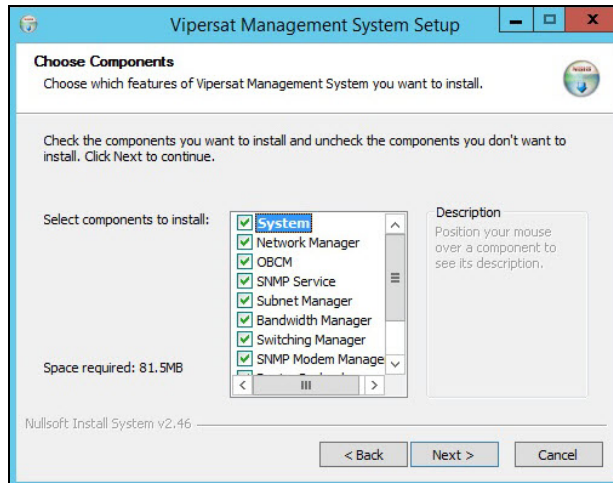 Vipersat Management System Setup
Choose Components
Choose which features of Vipersat Management System you want to install.
Check the components you want to install and uncheck the components you don't want to
install. Click Next to continue.
Select components to install:
System
Network Manager
OBCM
SNMP Service
Subnet Manager
Bandwidth Manager
Switching Manager
SNMP Modem Manage
Description
Position your mouse
over a component to
see its description.
Space required: 81.5MB
Nullsoft Install System v2.46
< Back
Next >
Cancel